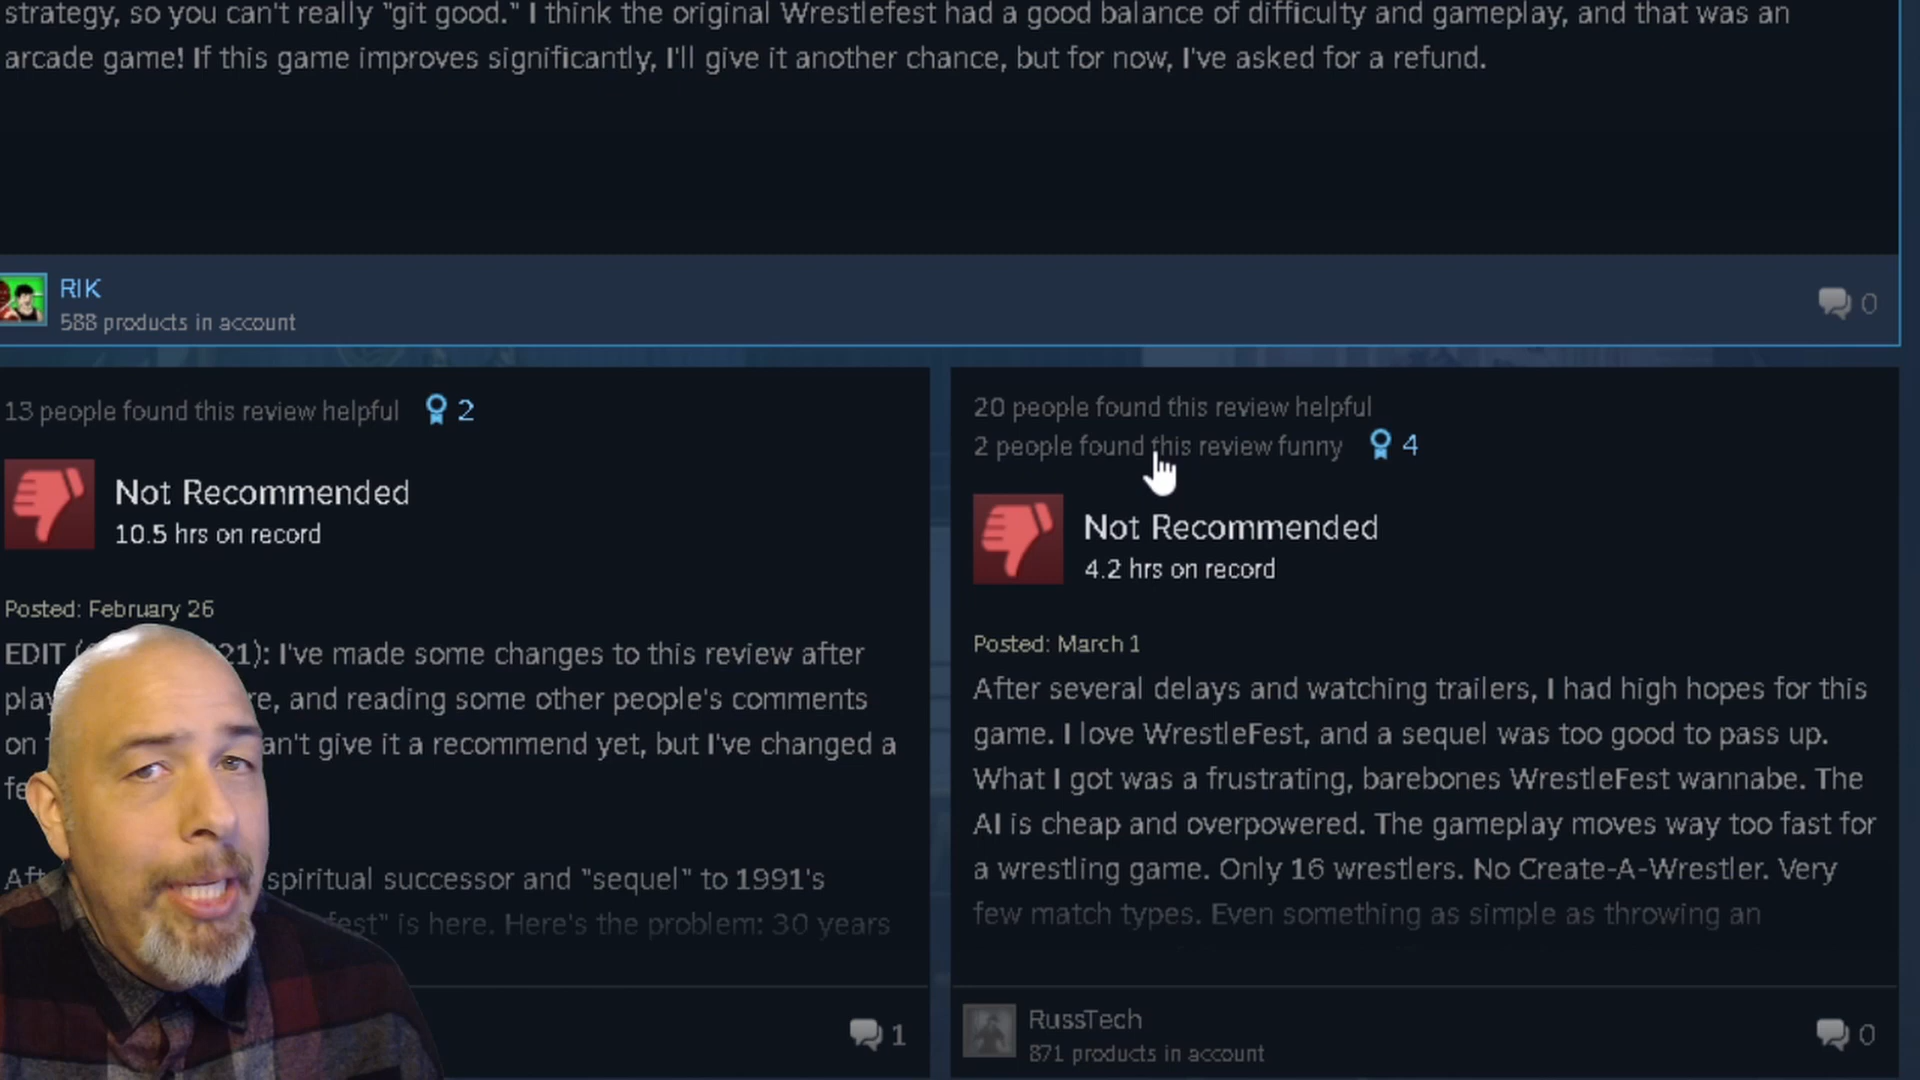 strategy, so you can't really "git good." I think the original Wrestlefest had a good balance of difficulty and gameplay, and that was an
arcade game! If this game improves significantly, I'll give it another chance, but for now, I've asked for a refund.
RIK
588 products in account
0
13 people found this review helpful
2
Not Recommended
10.5 hrs on record
Posted: February 26
EDIT ( 21): I've made some changes to this review after
play e, and reading some other people's comments
on an't give it a recommend yet, but I've changed a
fe
Aft spiritual successor and "sequel" to 1991's
fest" is here. Here's the problem: 30 years
1
20 people found this review helpful
2 people found this review funny
4
Not Recommended
4.2 hrs on record
Posted: March 1
After several delays and watching trailers, I had high hopes for this
game. I love WrestleFest, and a sequel was too good to pass up.
What I got was a frustrating, barebones WrestleFest wannabe. The
AI is cheap and overpowered. The gameplay moves way too fast for
a wrestling game. Only 16 wrestlers. No Create-A-Wrestler. Very
few match types. Even something as simple as throwing an
RussTech
871 products in account
0